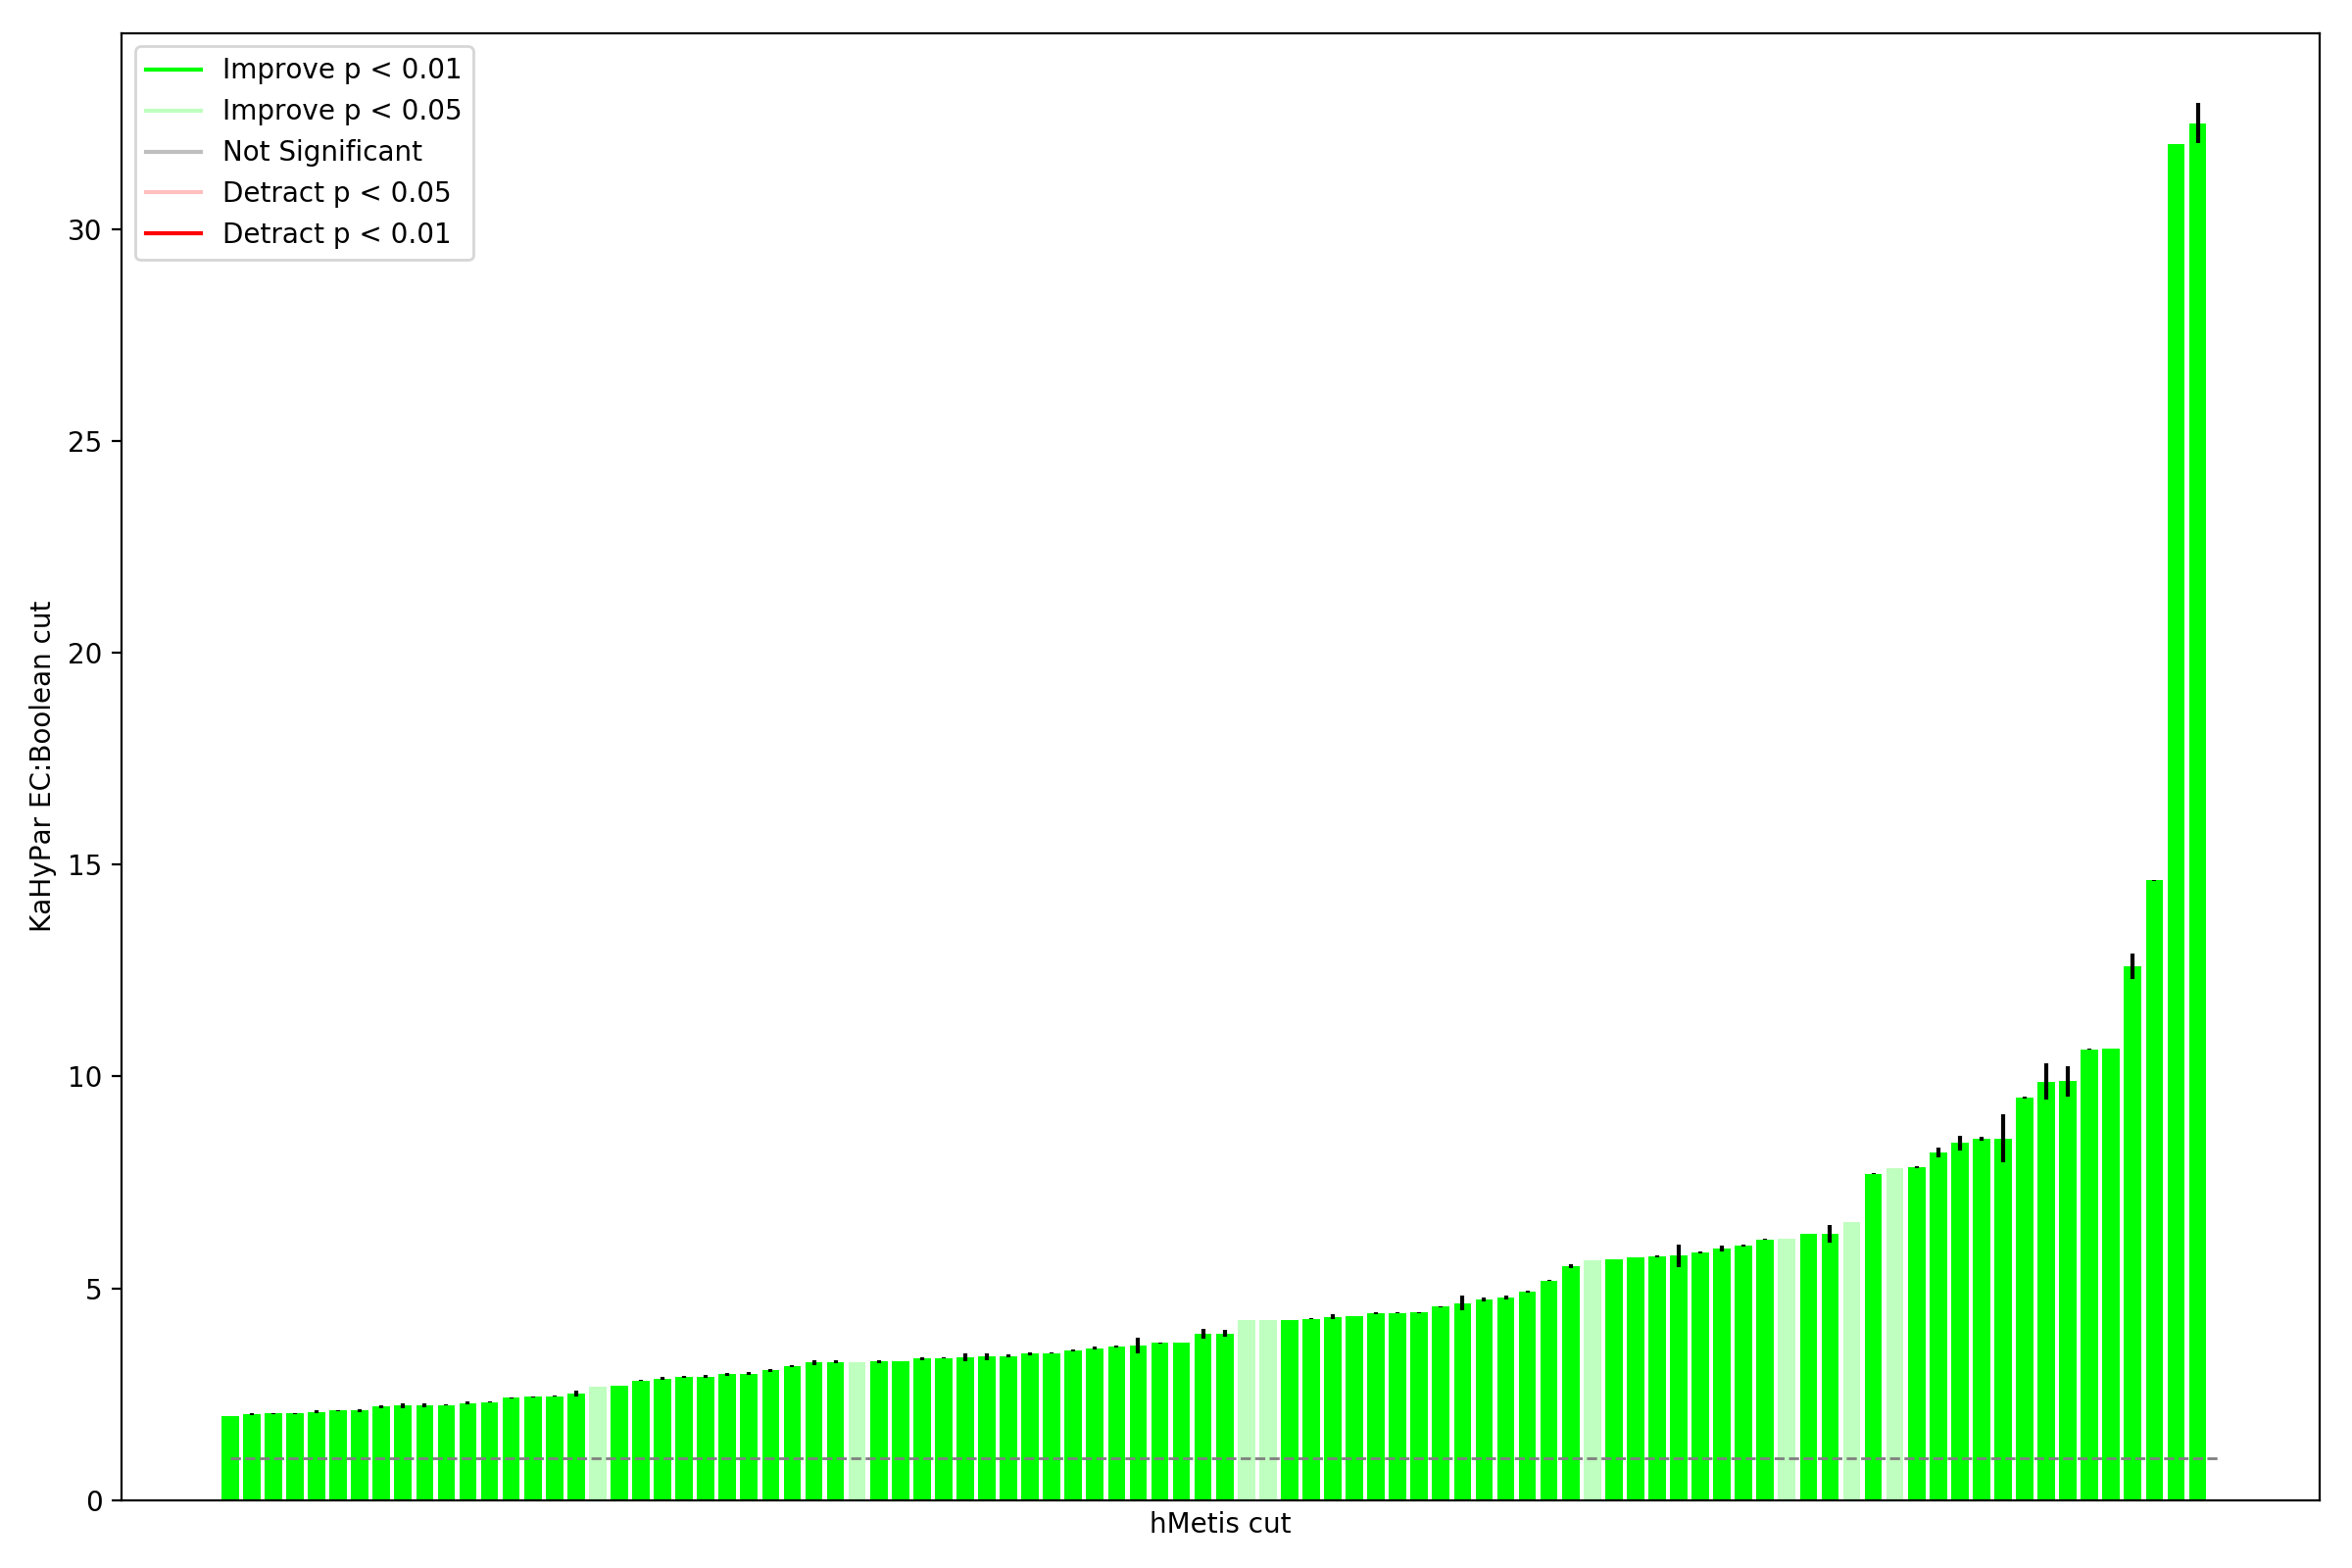 Improve p < 0.01
Improve p < 0.05
Not Significant
Detract p < 0.05
Detract p < 0.01
30
25
20
15
10
5
0
KaHyPar EC:Boolean cut
hMetis cut